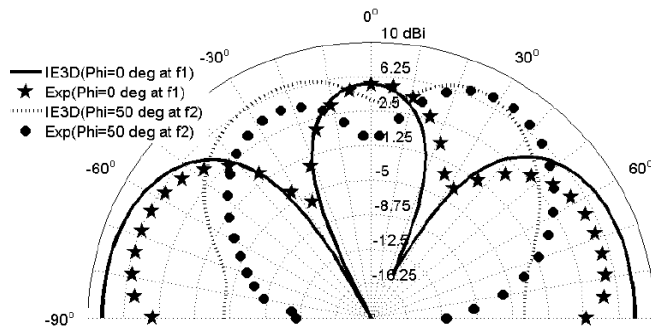 0°
10 dBi
-30°
30°
IE3D(Phi=0 deg at f1)
Exp(Phi=0 deg at f1)
IE3D(Phi=50 deg at f2)
Exp(Phi=50 deg at f2)
6.25
2.5
-1.25
-60°
60°
-5
-8.75
-12.5
-16.25
-90°
90°